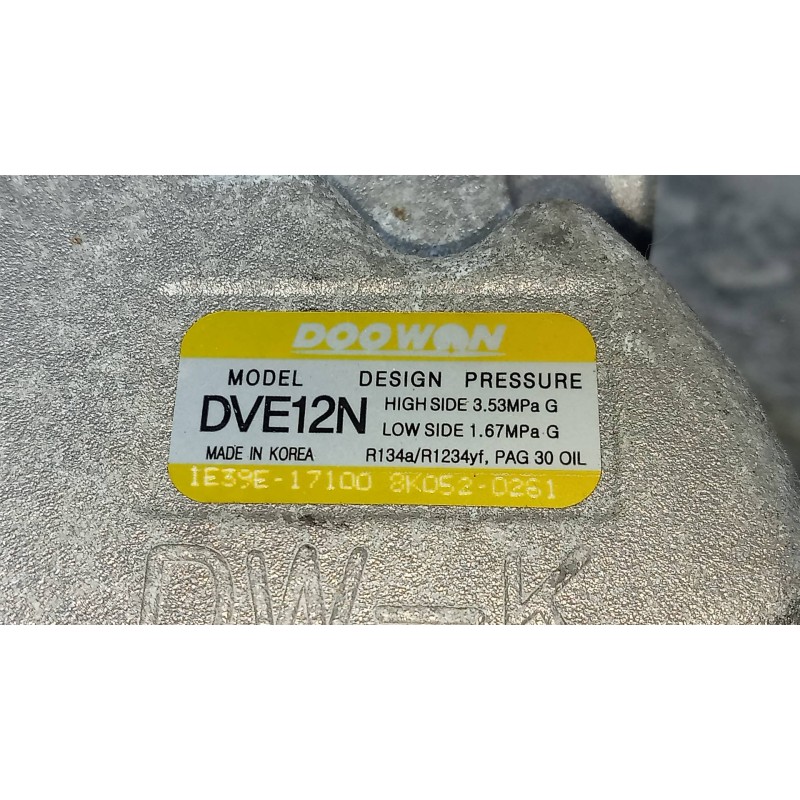 DOOWON
MODEL DESIGN PRESSURE
DVE12N HIGH SIDE 3.53MPa G
LOW SIDE 1.67MPa G
MADE IN KOREA R134a/R1234yf, PAG 30 OIL
1E39E-17100 8K052-0261
DW-K